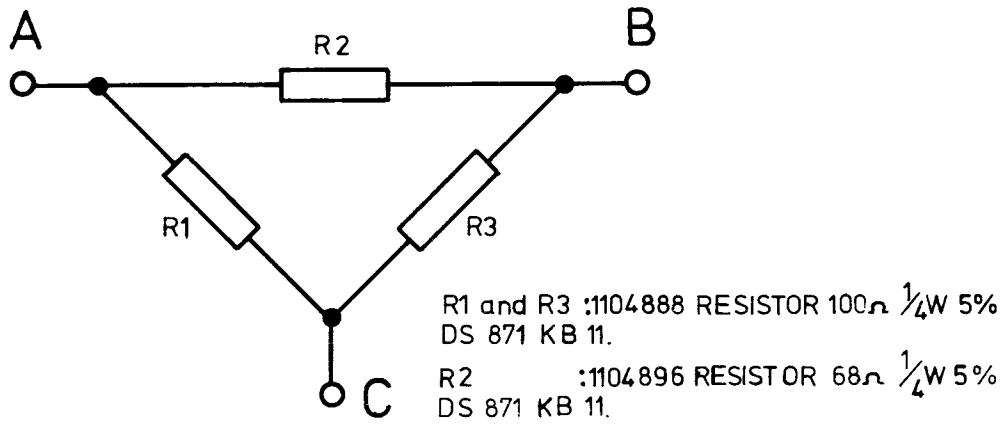 A
B
R2
R1
R3
R1 and R3 :1104888 RESISTOR 100Ω 1/4W 5%
DS 871 KB 11.
R2 :1104896 RESISTOR 68Ω 1/4W 5%
DS 871 KB 11.
C